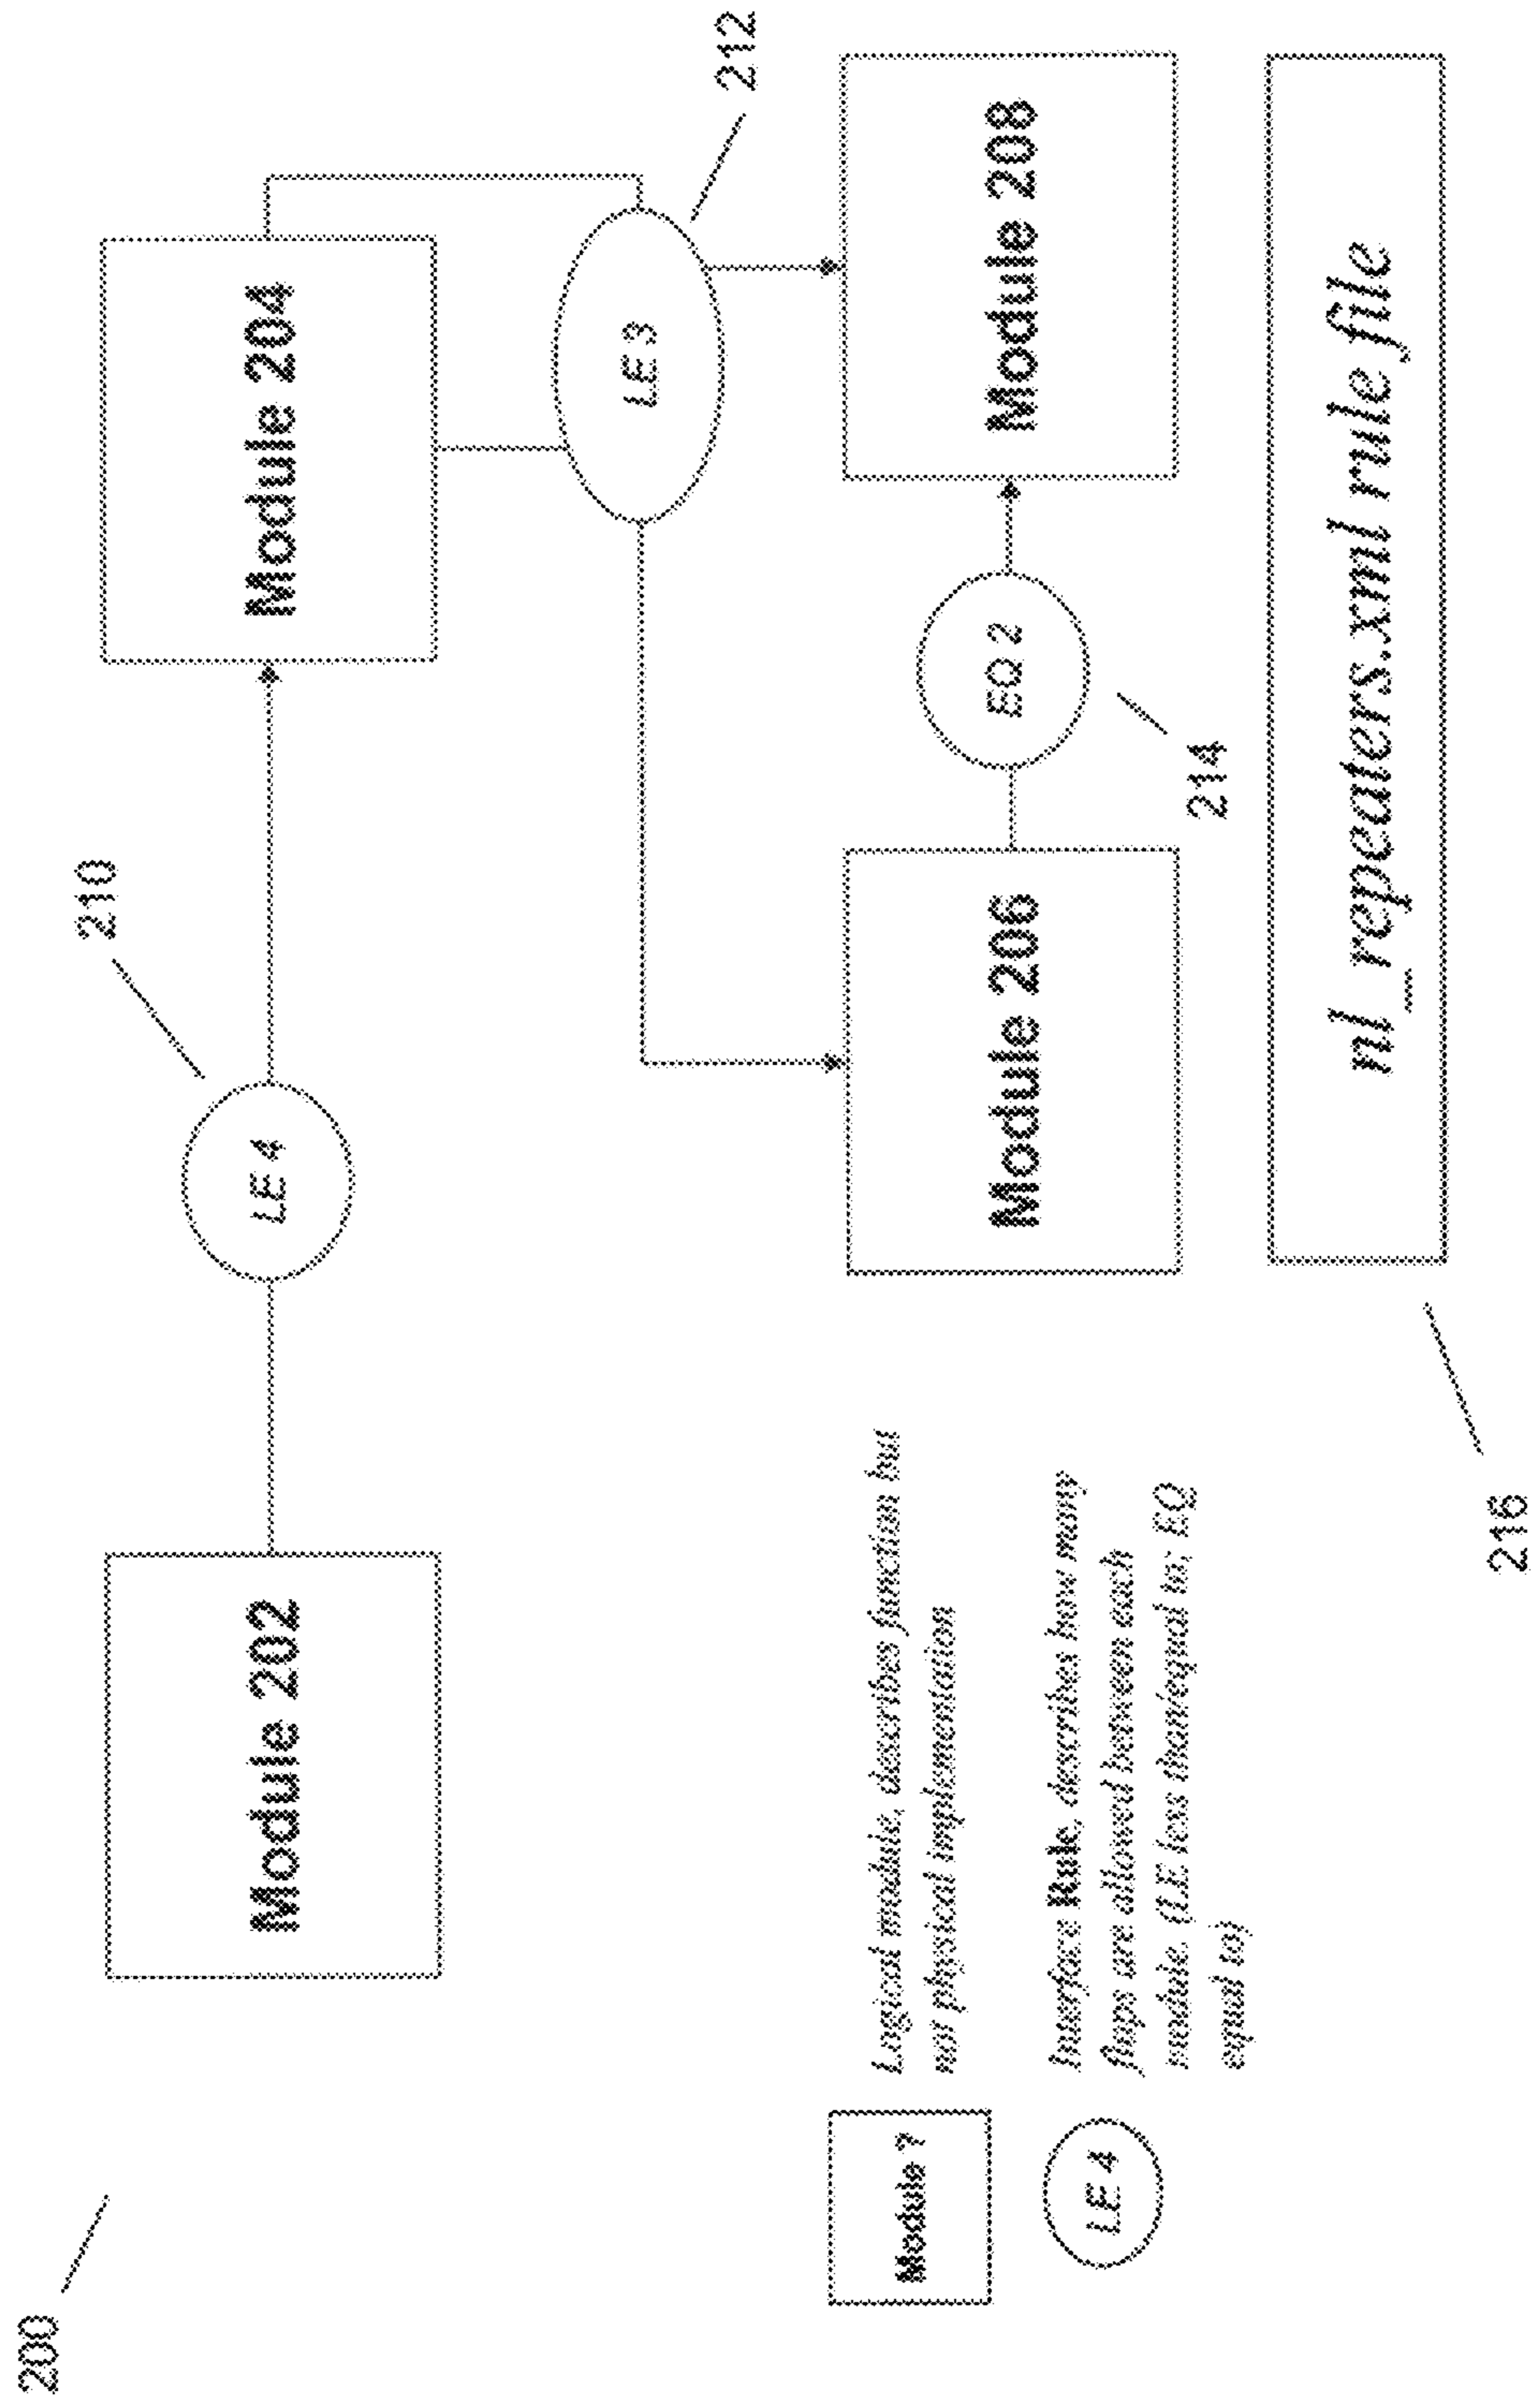 200
210
212
Module 202
LE 4
Module 204
LE 3
Module 206
EQ 2
Module 208
214
Module ?
Logical module, describes function but
not physical implementation
LE 4
Interface Rule, describes how many
flops are allowed between each
module. (LE less than/equal to; EQ
equal to)
nl_repeaters.xml rule file
216